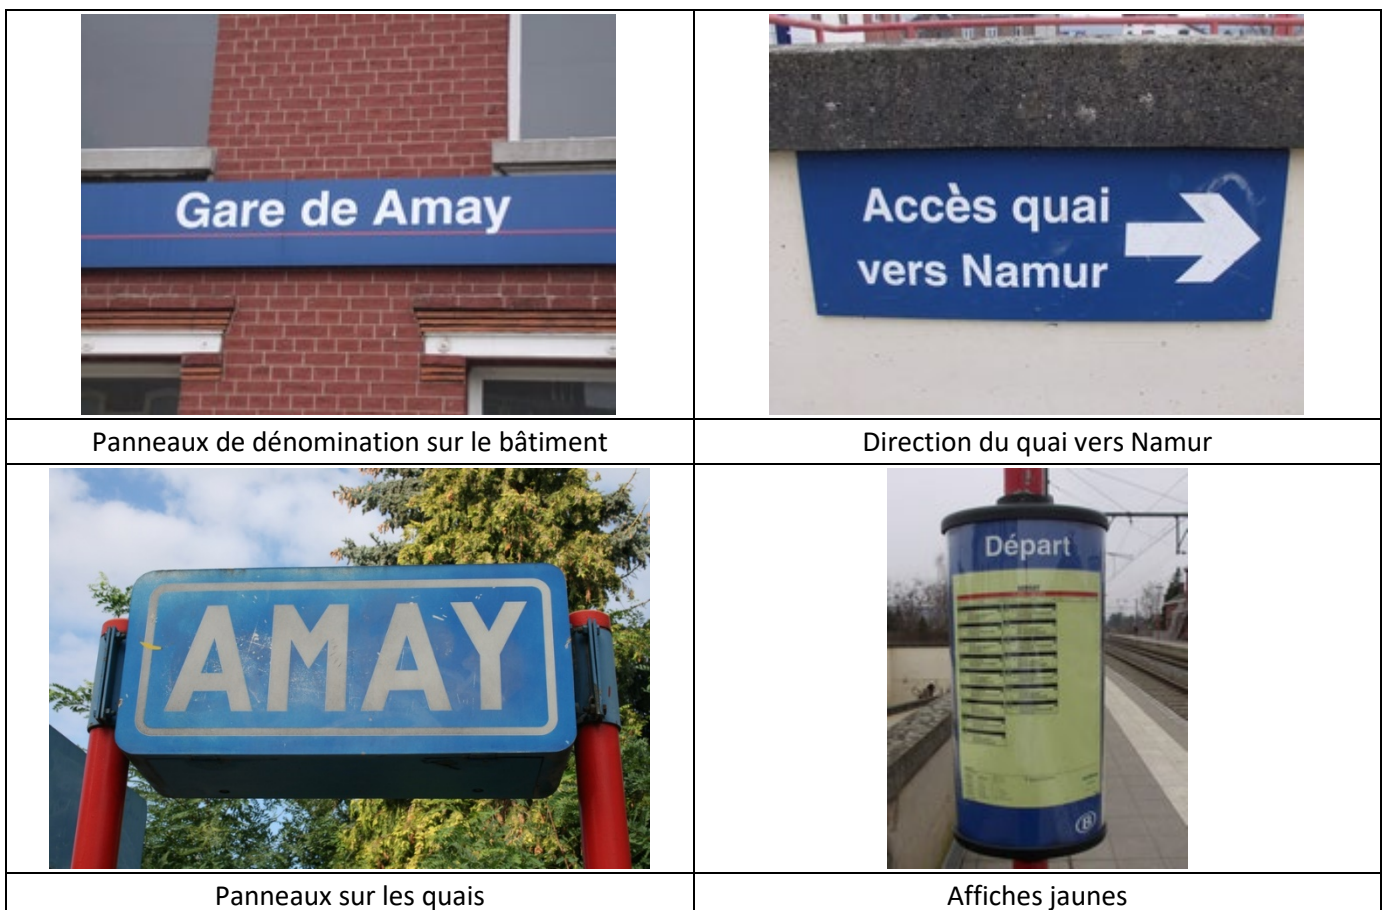 Gare de Amay
Accès quai
vers Namur
Panneaux de dénomination sur le bâtiment
Direction du quai vers Namur
AMAY
Départ
B
Panneaux sur les quais
Affiches jaunes